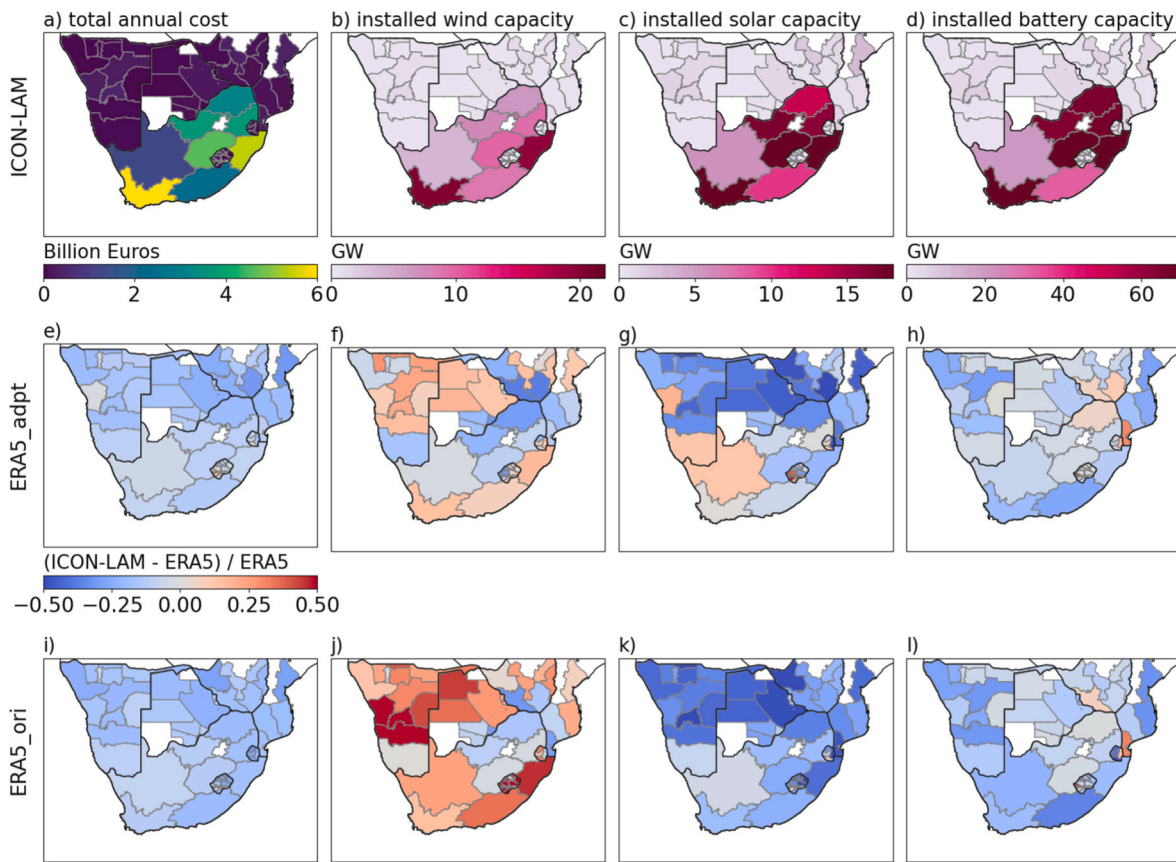 a) total annual cost
b) installed wind capacity
c) installed solar capacity
d) installed battery capacity
ICON-LAM
Billion Euros
GW
GW
GW
0 2 4 6
0 10 20
0 5 10 15
0 20 40 60
e)
f)
g)
h)
ERA5_adpt
(ICON-LAM - ERA5) / ERA5
−0.50 −0.25 0.00 0.25 0.50
i)
j)
k)
l)
ERA5_ori